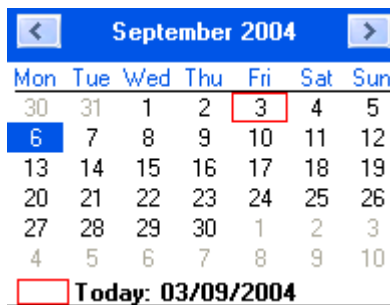 September 2004
Mon Tue Wed Thu Fri Sat Sun
30 31 1 2 3 4 5
6 7 8 9 10 11 12
13 14 15 16 17 18 19
20 21 22 23 24 25 26
27 28 29 30 1 2 3
4 5 6 7 8 9 10
Today: 03/09/2004